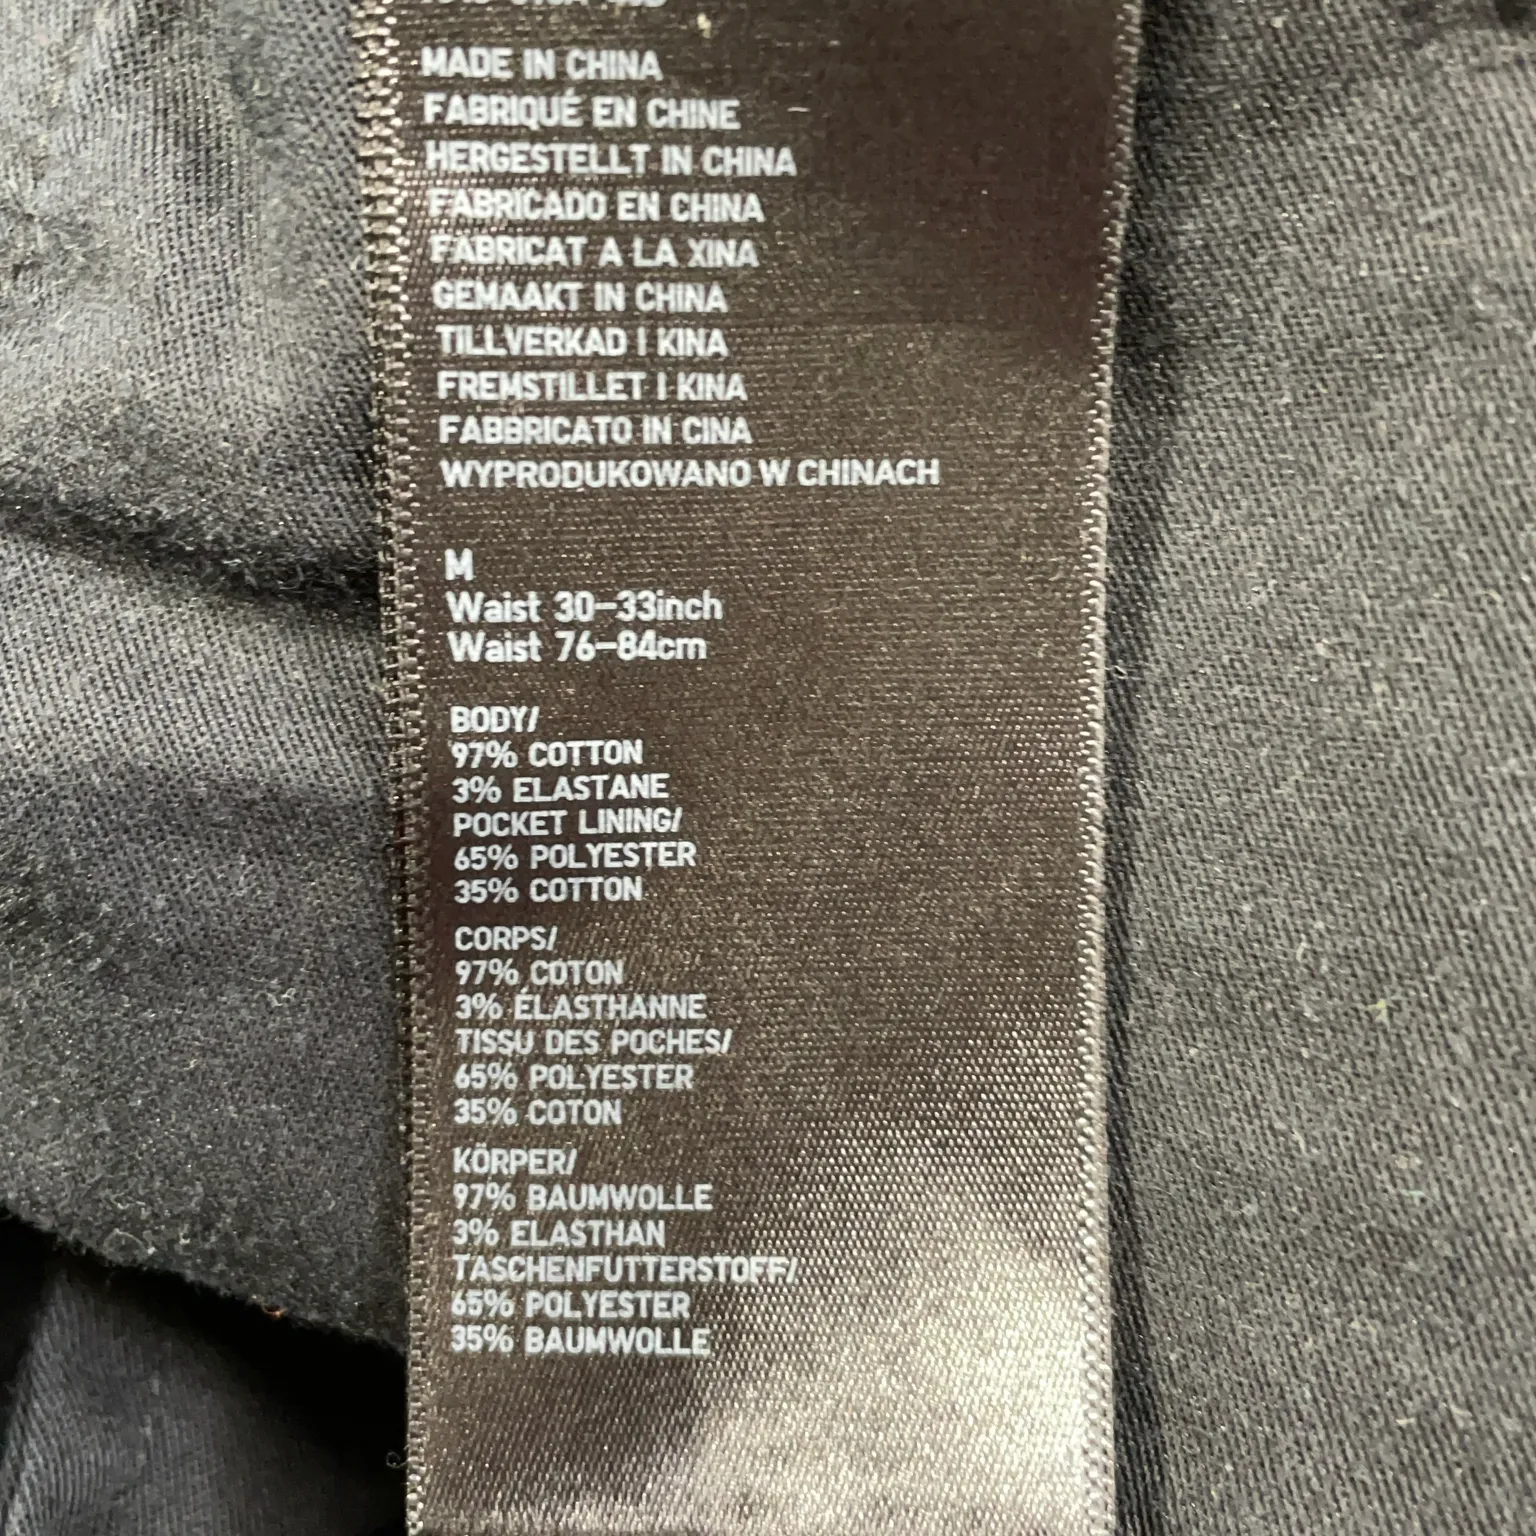 MADE IN CHINA
FABRIQUÉ EN CHINE
HERGESTELLT IN CHINA
FABRICADO EN CHINA
FABRICAT A LA XINA
GEMAAKT IN CHINA
TILLVERKAD I KINA
FREMSTILLET I KINA
FABBRICATO IN CINA
WYPRODUKOWANO W CHINACH
M
Waist 30-33inch
Waist 76-84cm
BODY/
97% COTTON
3% ELASTANE
POCKET LINING/
65% POLYESTER
35% COTTON
CORPS/
97% COTON
3% ÉLASTHANNE
TISSU DES POCHES/
65% POLYESTER
35% COTON
KÖRPER/
97% BAUMWOLLE
3% ELASTHAN
TASCHENFUTTERSTOFF/
65% POLYESTER
35% BAUMWOLLE